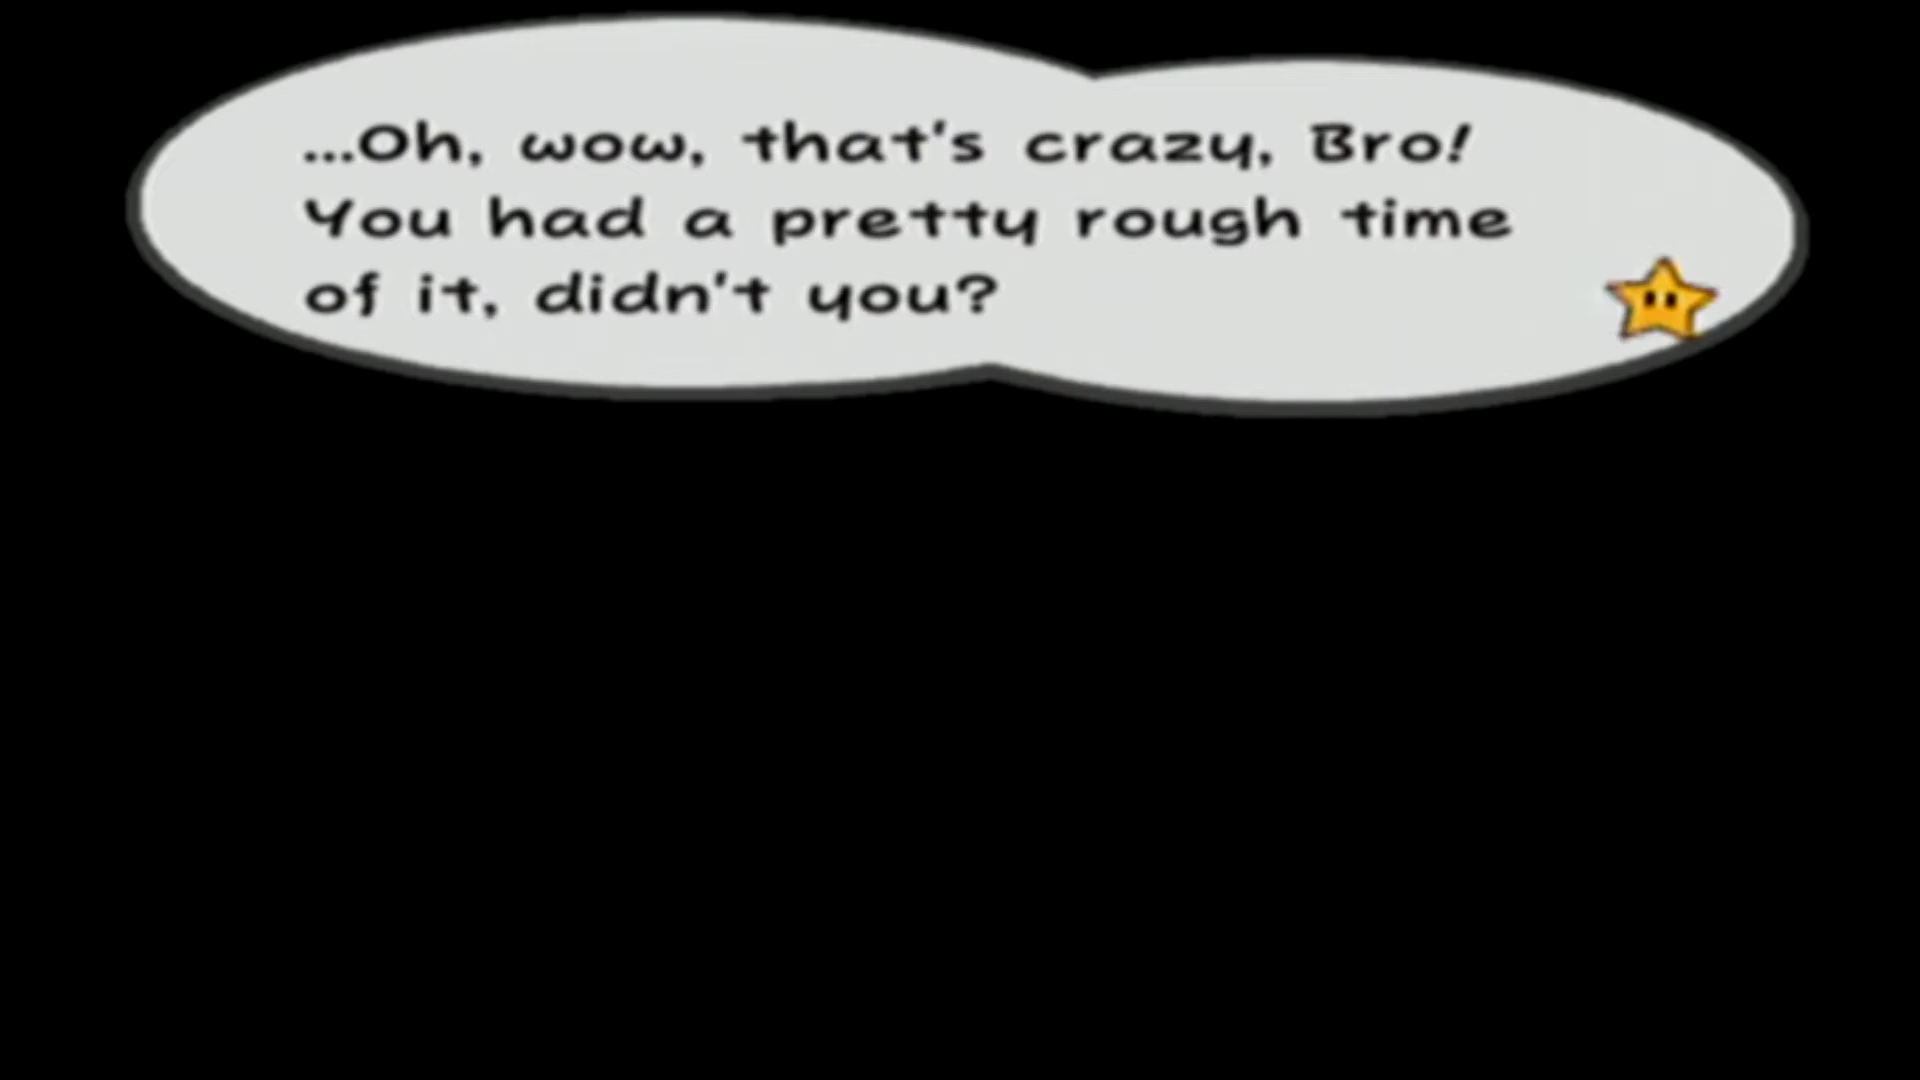 ...Oh, wow, that's crazy, Bro!
You had a pretty rough time
of it, didn't you?